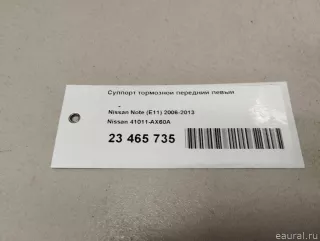 Суппорт тормозной передний левый
Nissan Note (E11) 2006-2013
Nissan 41011-AX60A
23 465 735
eaural.ru